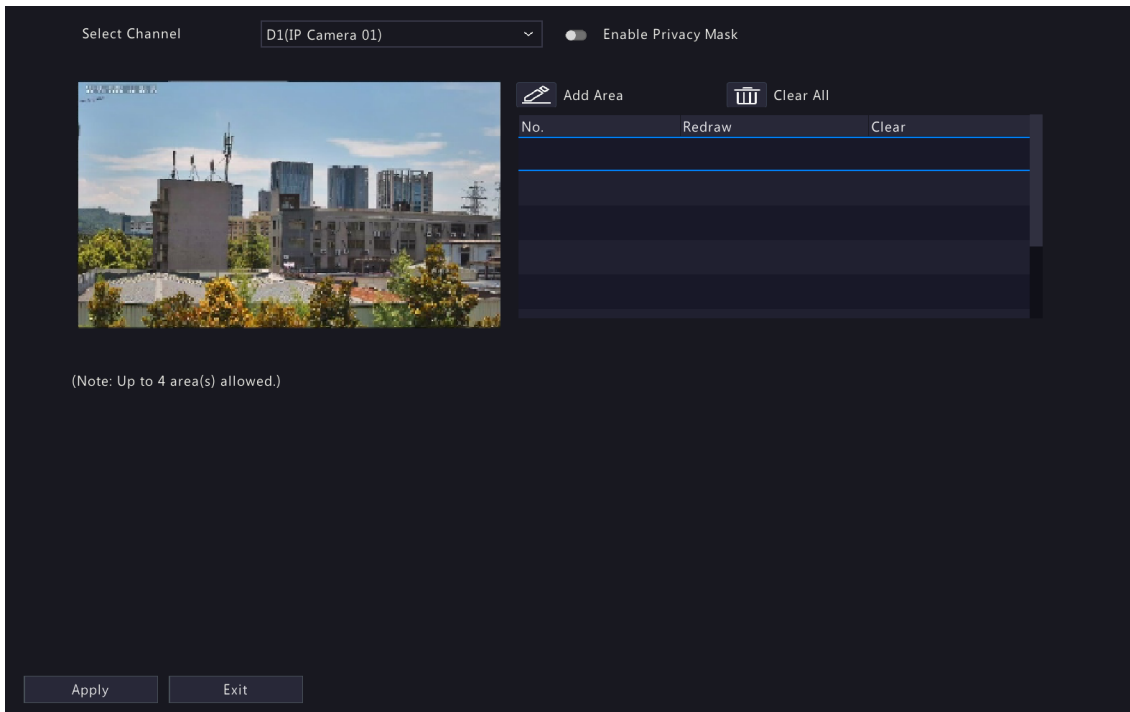 Select Channel
D1(IP Camera 01)
Enable Privacy Mask
Add Area
Clear All
No.
Redraw
Clear
(Note: Up to 4 area(s) allowed.)
Apply
Exit